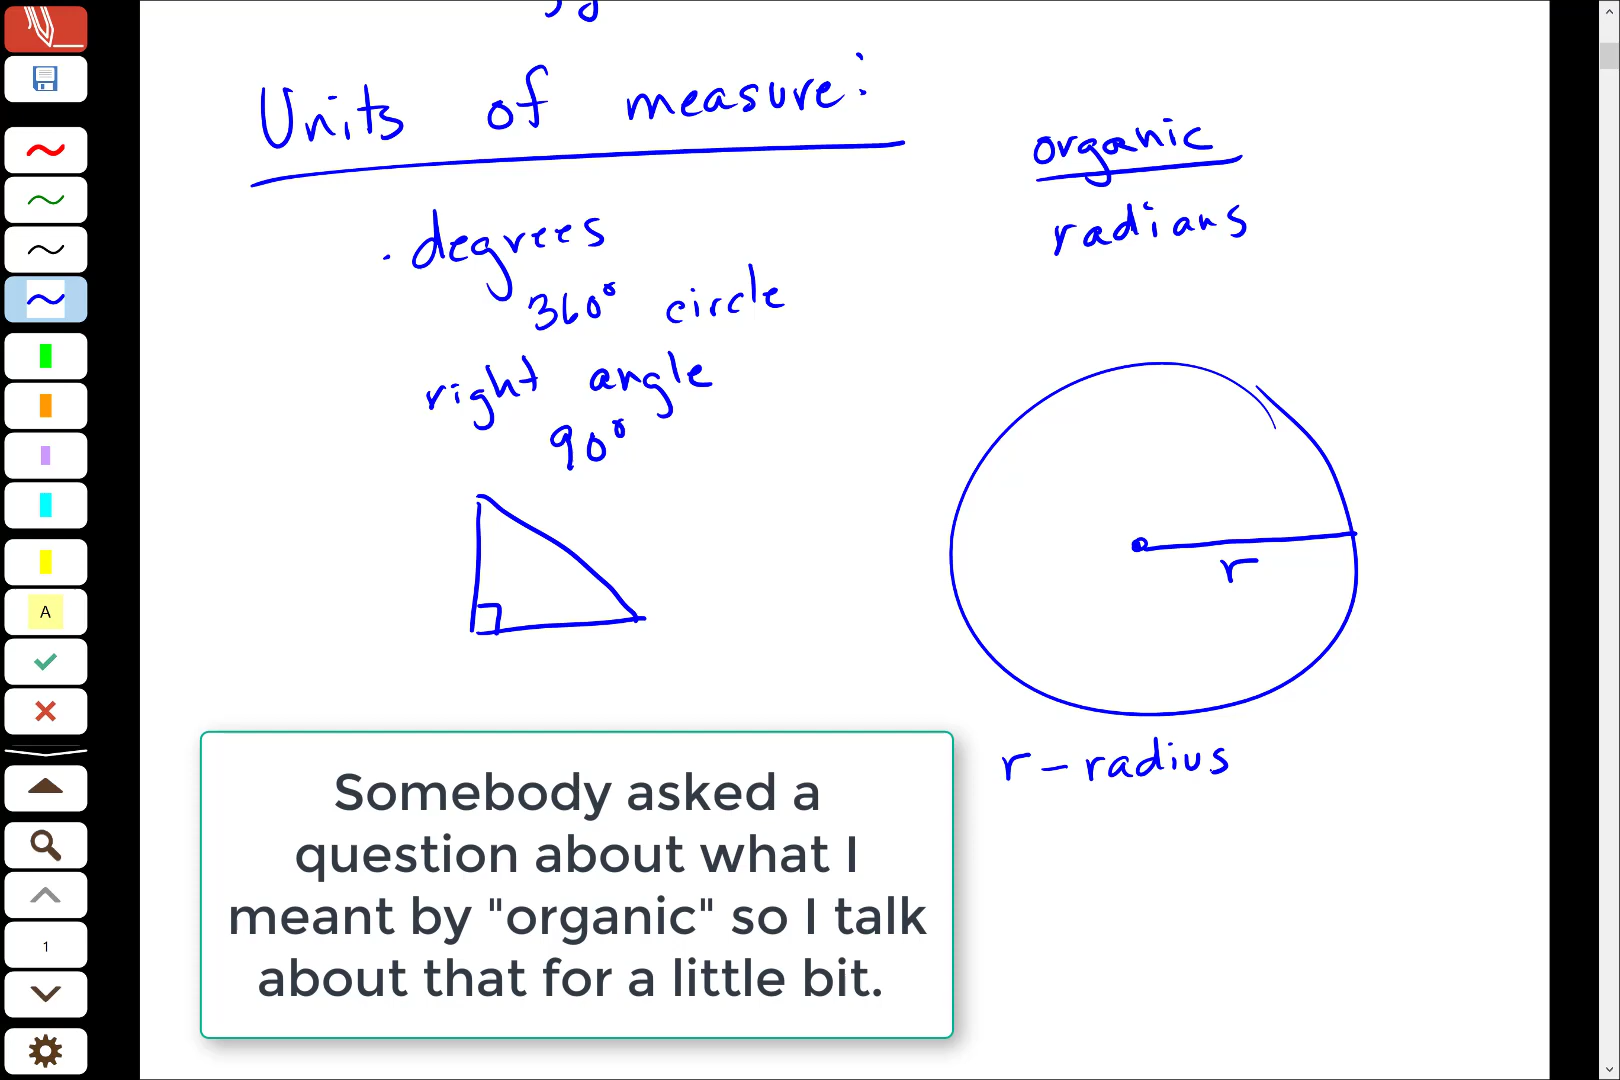 Units of measure:
· degrees
360° circle
right angle
90°
organic
radians
r
r – radius
Somebody asked a
question about what I
meant by "organic" so I talk
about that for a little bit.
A
1